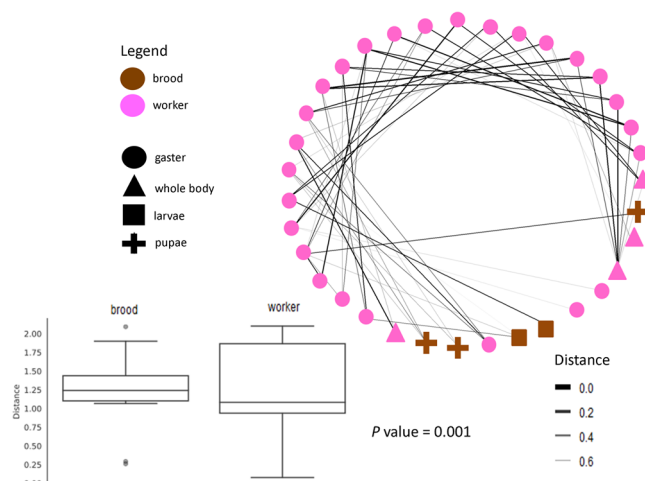 Legend
brood
worker
gaster
whole body
larvae
pupae
brood
worker
2.00
1.75
1.50
1.25
1.00
0.75
0.50
0.25
Distance
P value = 0.001
Distance
0.0
0.2
0.4
0.6